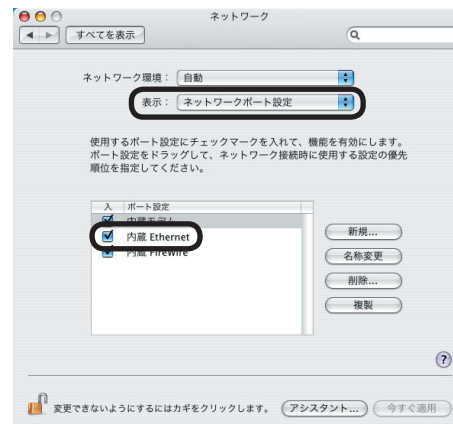 ネットワーク
すべてを表示
ネットワーク環境： 自動
表示： ネットワークポート設定
使用するポート設定にチェックマークを入れて、機能を有効にします。
ポート設定をドラッグして、ネットワーク接続時に使用する設定の優先
順位を指定してください。
入 ポート設定
内蔵モデム
内蔵 Ethernet
内蔵 FireWire
新規...
名称変更
削除...
複製
?
変更できないようにするにはカギをクリックします。 アシスタント... 今すぐ適用